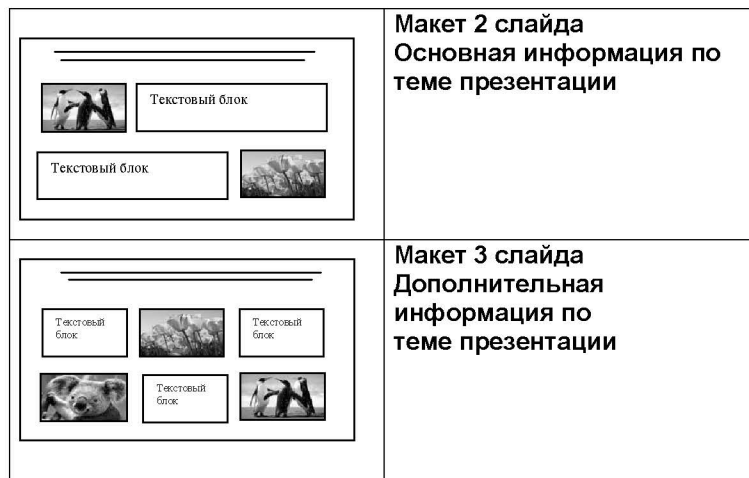 Макет 2 слайда
Основная информация по
теме презентации
Текстовый блок
Текстовый блок
Макет 3 слайда
Дополнительная
информация по
теме презентации
Текстовый
блок
Текстовый
блок
Текстовый
блок